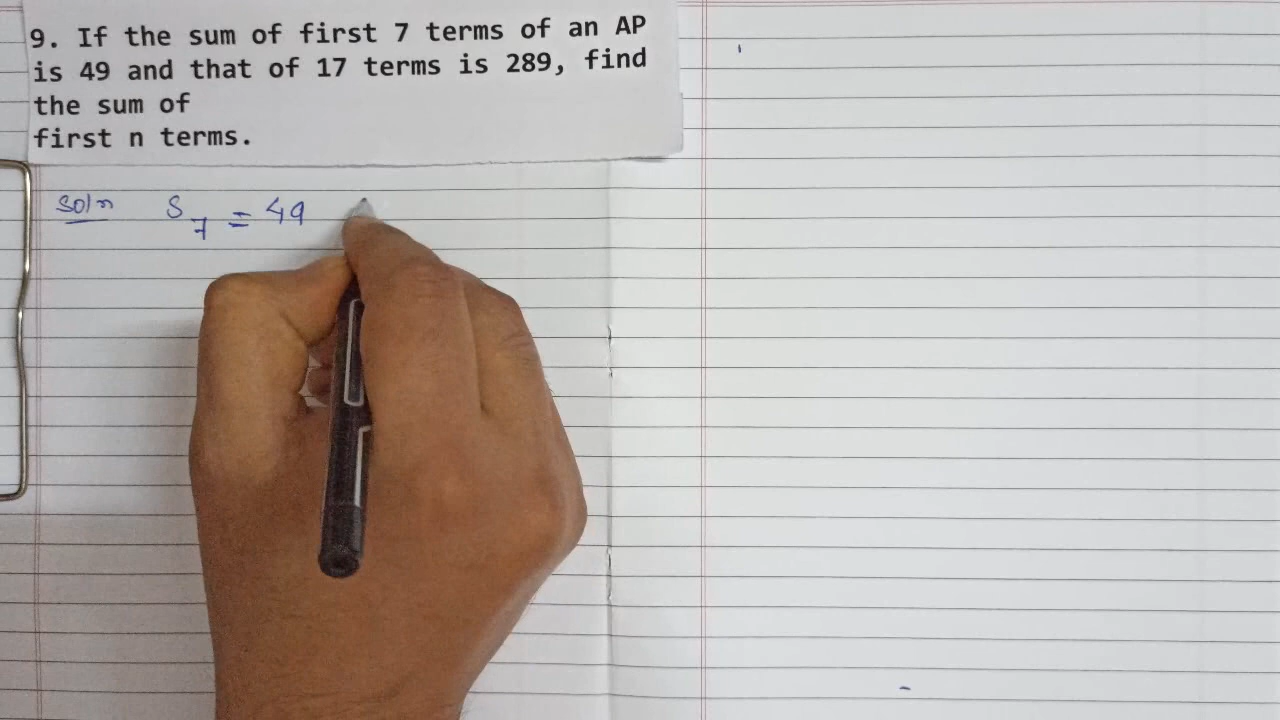 9. If the sum of first 7 terms of an AP
is 49 and that of 17 terms is 289, find
the sum of
first n terms.
Soln S₇ = 49